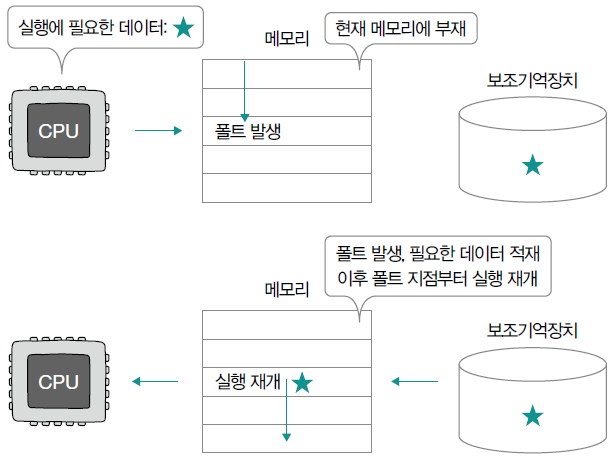 실행에 필요한 데이터:
메모리
현재 메모리에 부재
보조기억장치
CPU
폴트 발생
폴트 발생, 필요한 데이터 적재
이후 폴트 지점부터 실행 재개
메모리
보조기억장치
CPU
실행 재개